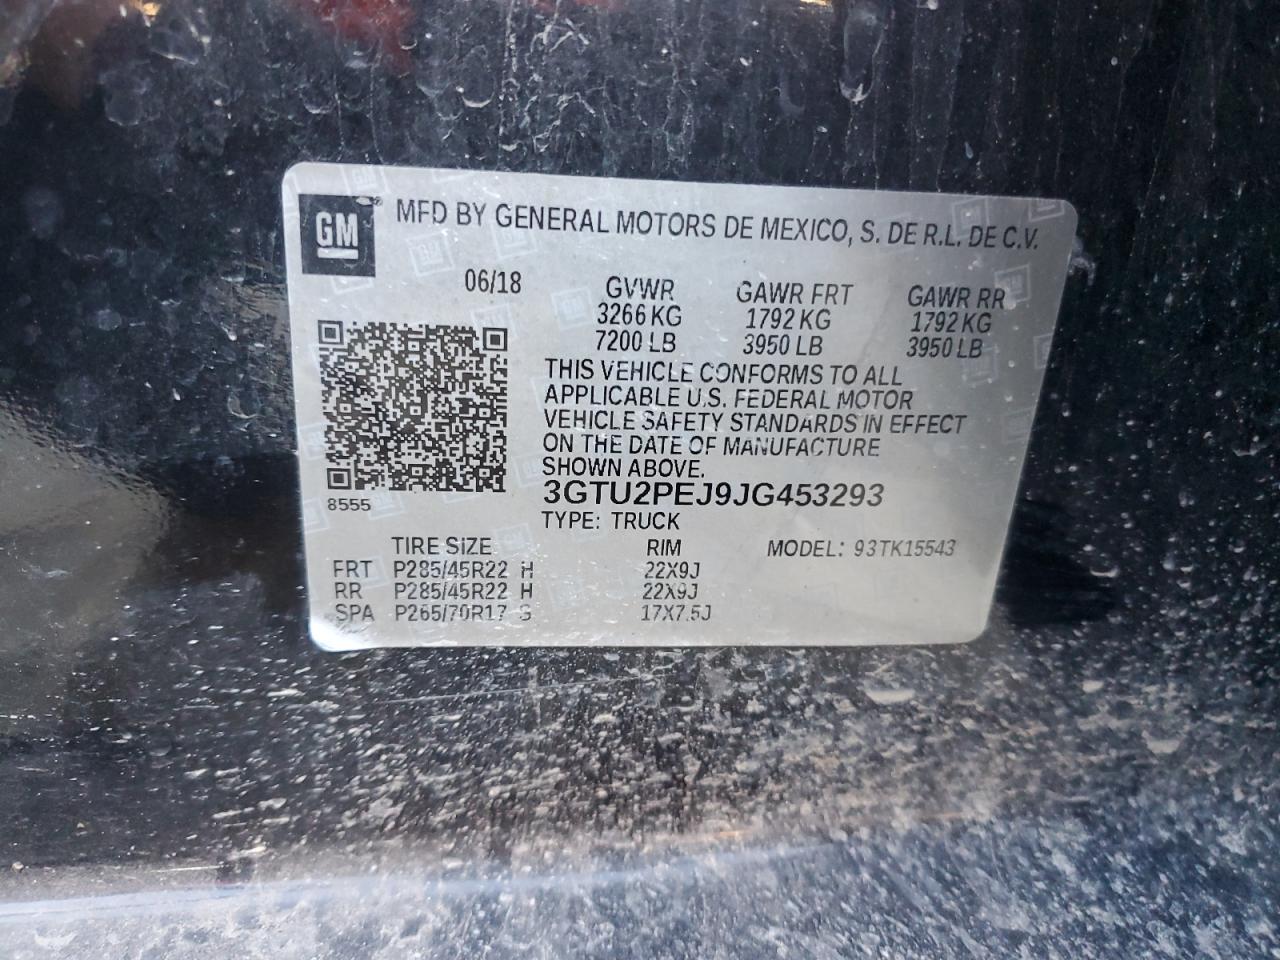 GM
MFD BY GENERAL MOTORS DE MEXICO, S. DE R.L. DE C.V.
06/18
GVWR GAWR FRT GAWR RR
3266 KG 1792 KG 1792 KG
7200 LB 3950 LB 3950 LB
THIS VEHICLE CONFORMS TO ALL
APPLICABLE U.S. FEDERAL MOTOR
VEHICLE SAFETY STANDARDS IN EFFECT
ON THE DATE OF MANUFACTURE
SHOWN ABOVE.
3GTU2PEJ9JG453293
8555
TYPE: TRUCK
TIRE SIZE RIM MODEL: 93TK15543
FRT P285/45R22 H 22X9J
RR P285/45R22 H 22X9J
SPA P265/70R17 S 17X7.5J